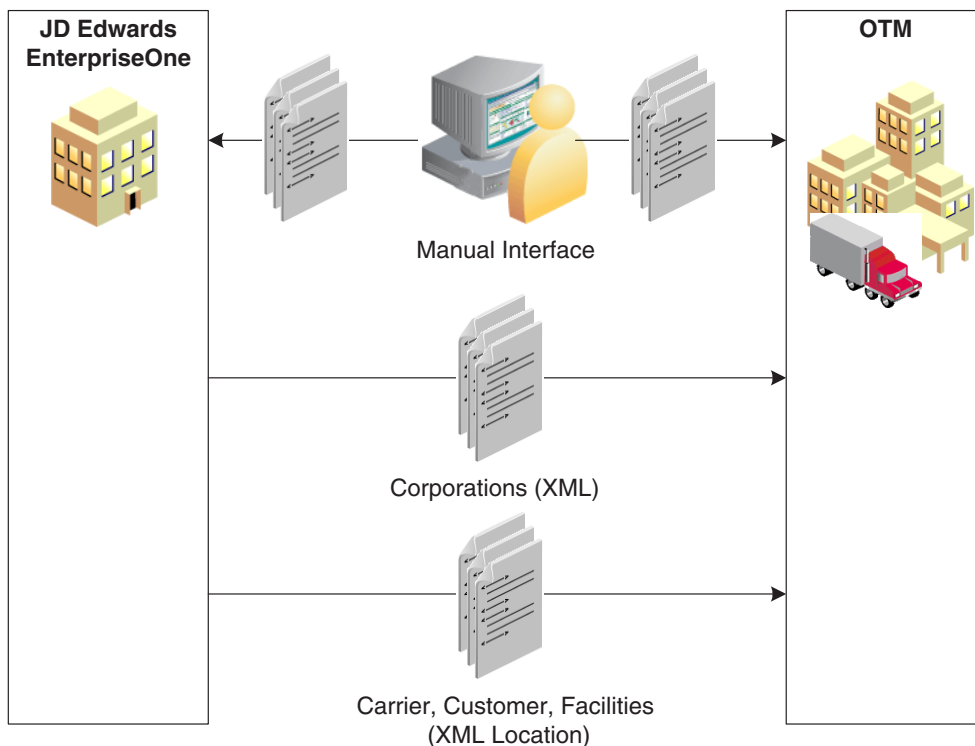 JD Edwards
EnterpriseOne
OTM
Manual Interface
Corporations (XML)
Carrier, Customer, Facilities
(XML Location)